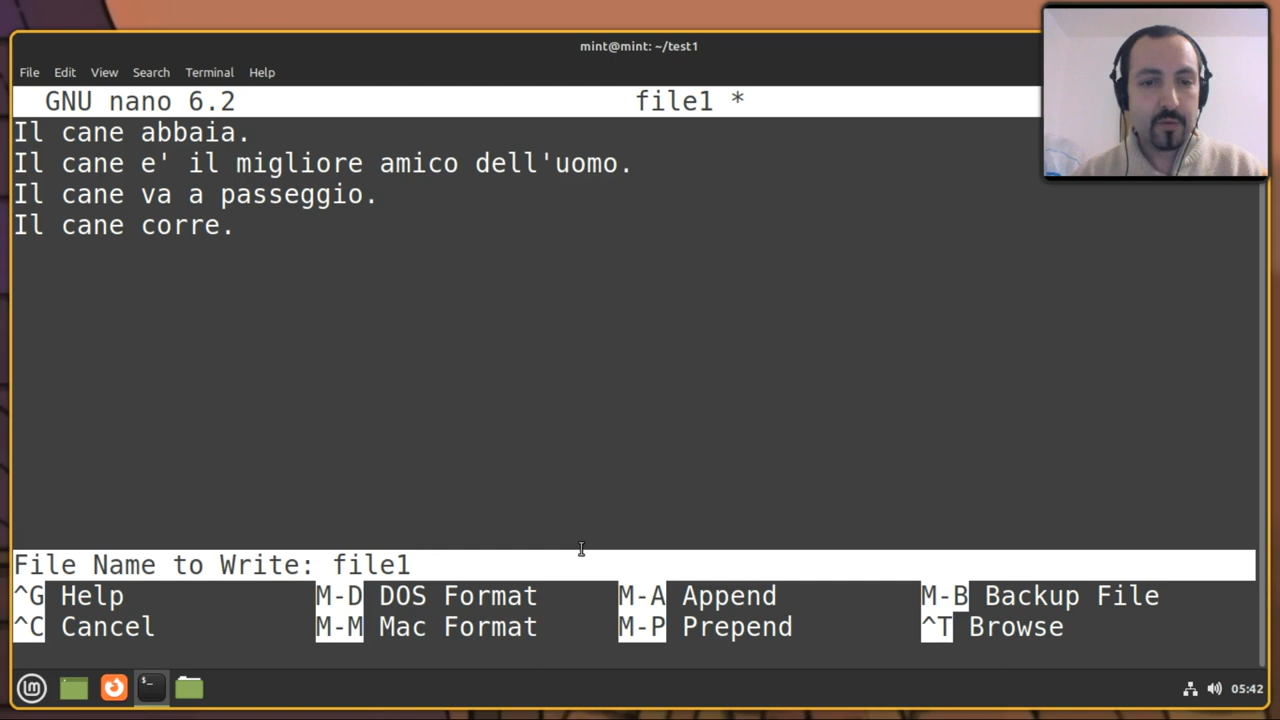 mint@mint: ~/test1
File Edit View Search Terminal Help
GNU nano 6.2 file1 *
Il cane abbaia.
Il cane e' il migliore amico dell'uomo.
Il cane va a passeggio.
Il cane corre.
File Name to Write: file1
^G Help M-D DOS Format M-A Append M-B Backup File
^C Cancel M-M Mac Format M-P Prepend ^T Browse
05:42